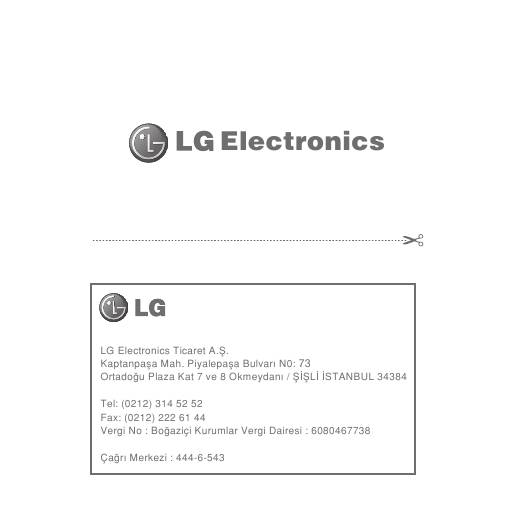 LG Electronics
LG
LG Electronics Ticaret A.Ş.
Kaptanpaşa Mah. Piyalepaşa Bulvarı N0: 73
Ortadoğu Plaza Kat 7 ve 8 Okmeydanı / ŞİŞLİ İSTANBUL 34384
Tel: (0212) 314 52 52
Fax: (0212) 222 61 44
Vergi No : Boğaziçi Kurumlar Vergi Dairesi : 6080467738
Çağrı Merkezi : 444-6-543